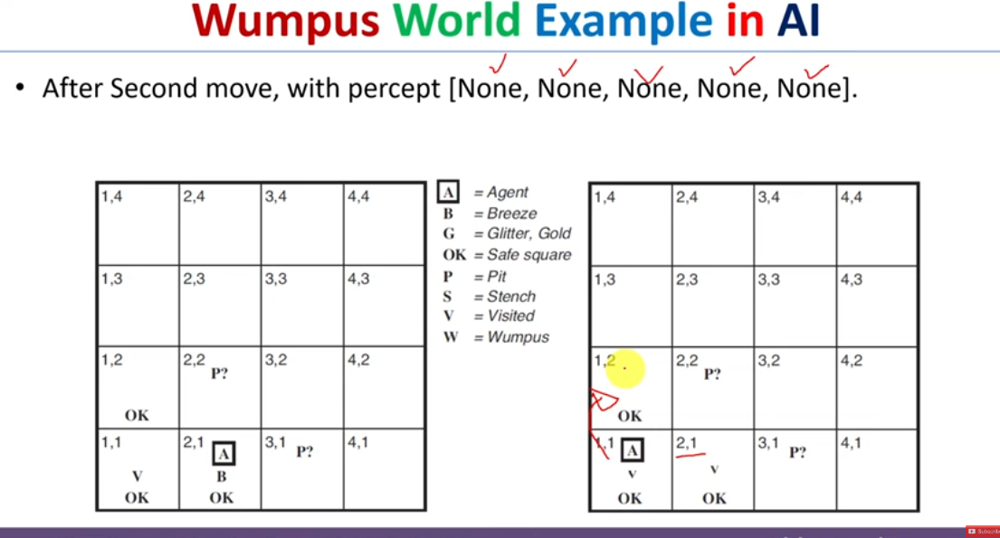 Wumpus World Example in AI
• After Second move, with percept [None, None, None, None, None].
1,4 2,4 3,4 4,4
1,3 2,3 3,3 4,3
1,2 2,2 P? 3,2 4,2
OK
1,1 2,1 A 3,1 P? 4,1
V B
OK OK
A = Agent
B = Breeze
G = Glitter, Gold
OK = Safe square
P = Pit
S = Stench
V = Visited
W = Wumpus
1,4 2,4 3,4 4,4
1,3 2,3 3,3 4,3
1,2 2,2 P? 3,2 4,2
OK
1,1 A 2,1 3,1 P? 4,1
V V
OK OK
Subscribe